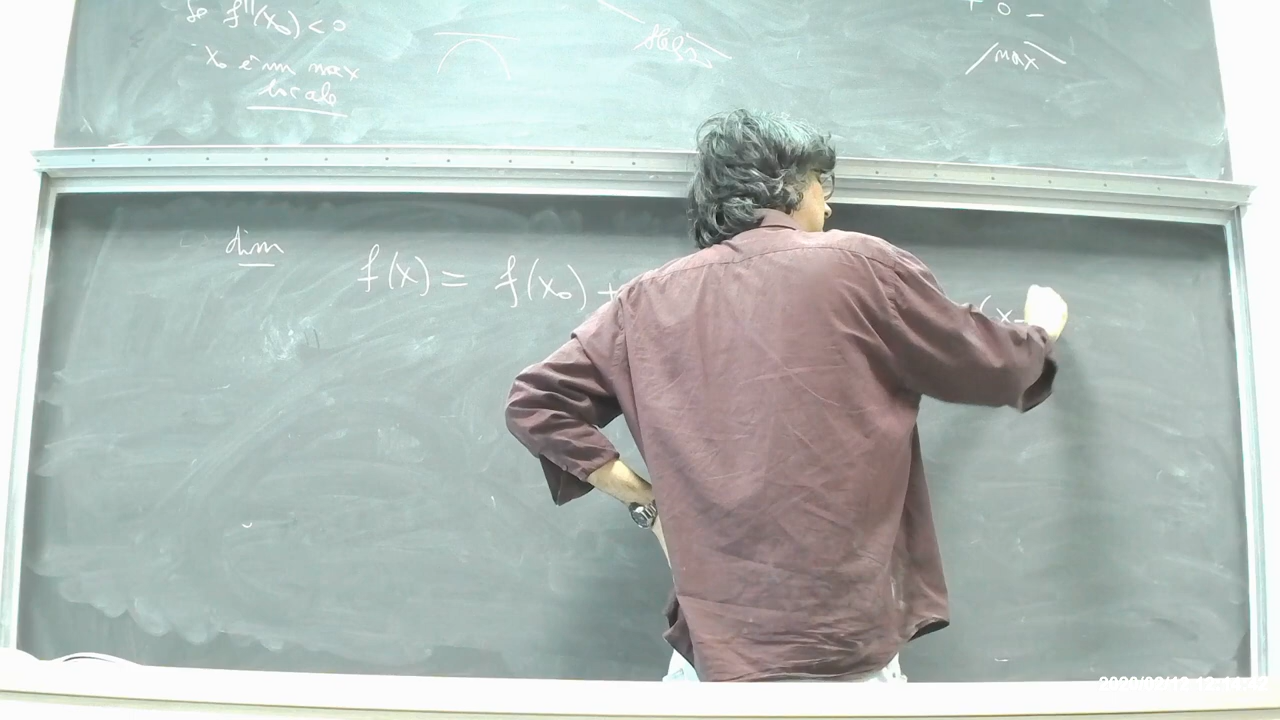 Se f''(x₀) < 0
x₀ è un max
locale
+ 0 -
max
dim
f(x) = f(x₀) +
(x-